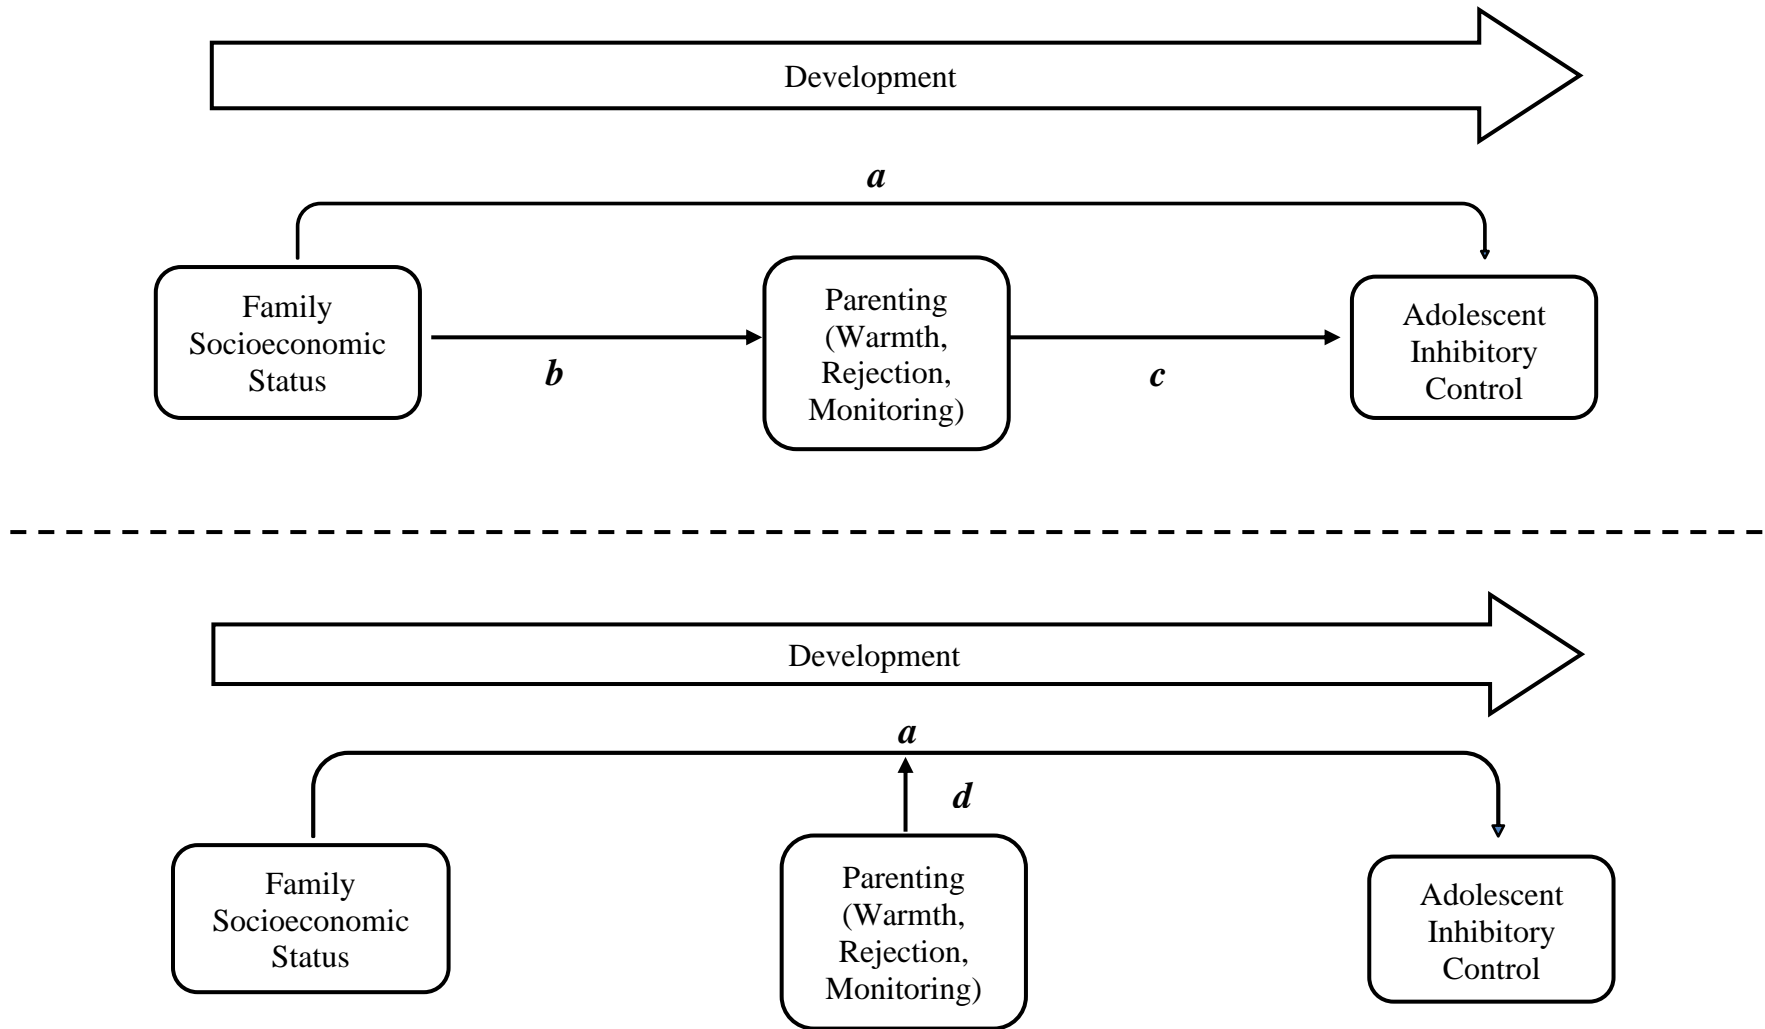 Development
a
Family
Socioeconomic
Status
b
Parenting
(Warmth,
Rejection,
Monitoring)
c
Adolescent
Inhibitory
Control
Development
a
d
Family
Socioeconomic
Status
Parenting
(Warmth,
Rejection,
Monitoring)
Adolescent
Inhibitory
Control